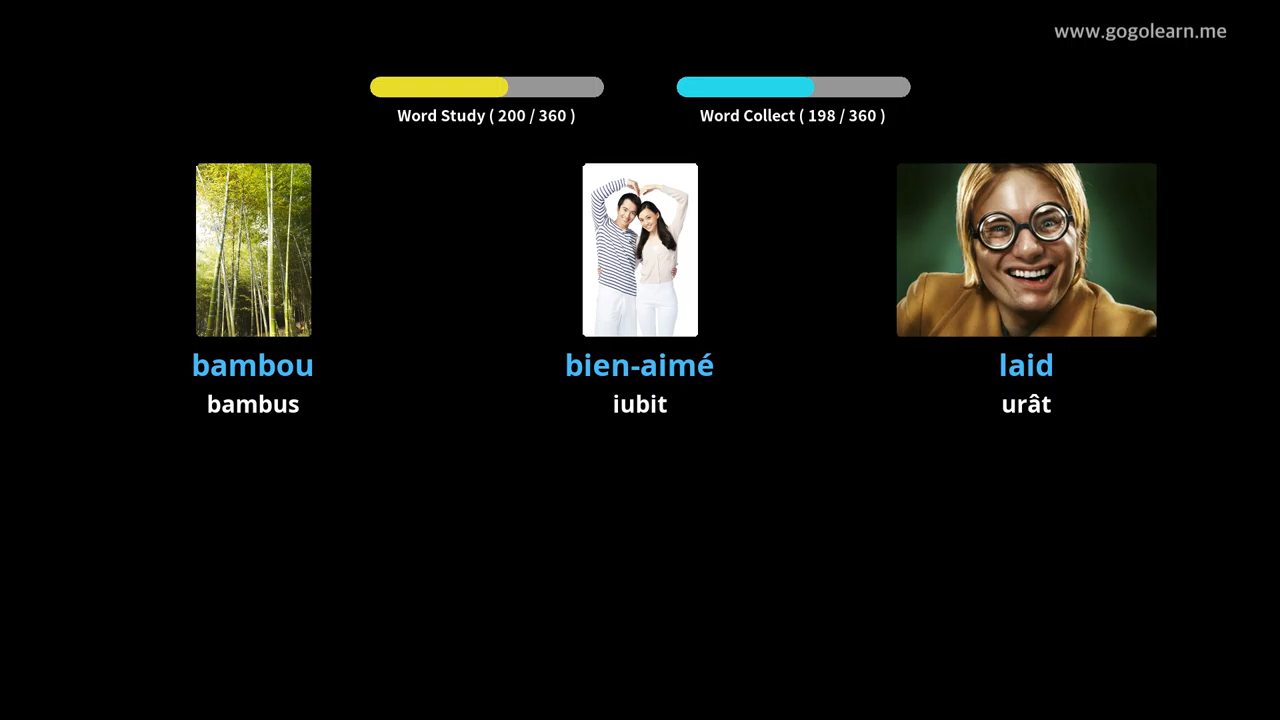 www.gogolearn.me
Word Study ( 200 / 360 )
Word Collect ( 198 / 360 )
bambou
bambus
bien-aimé
iubit
laid
urât